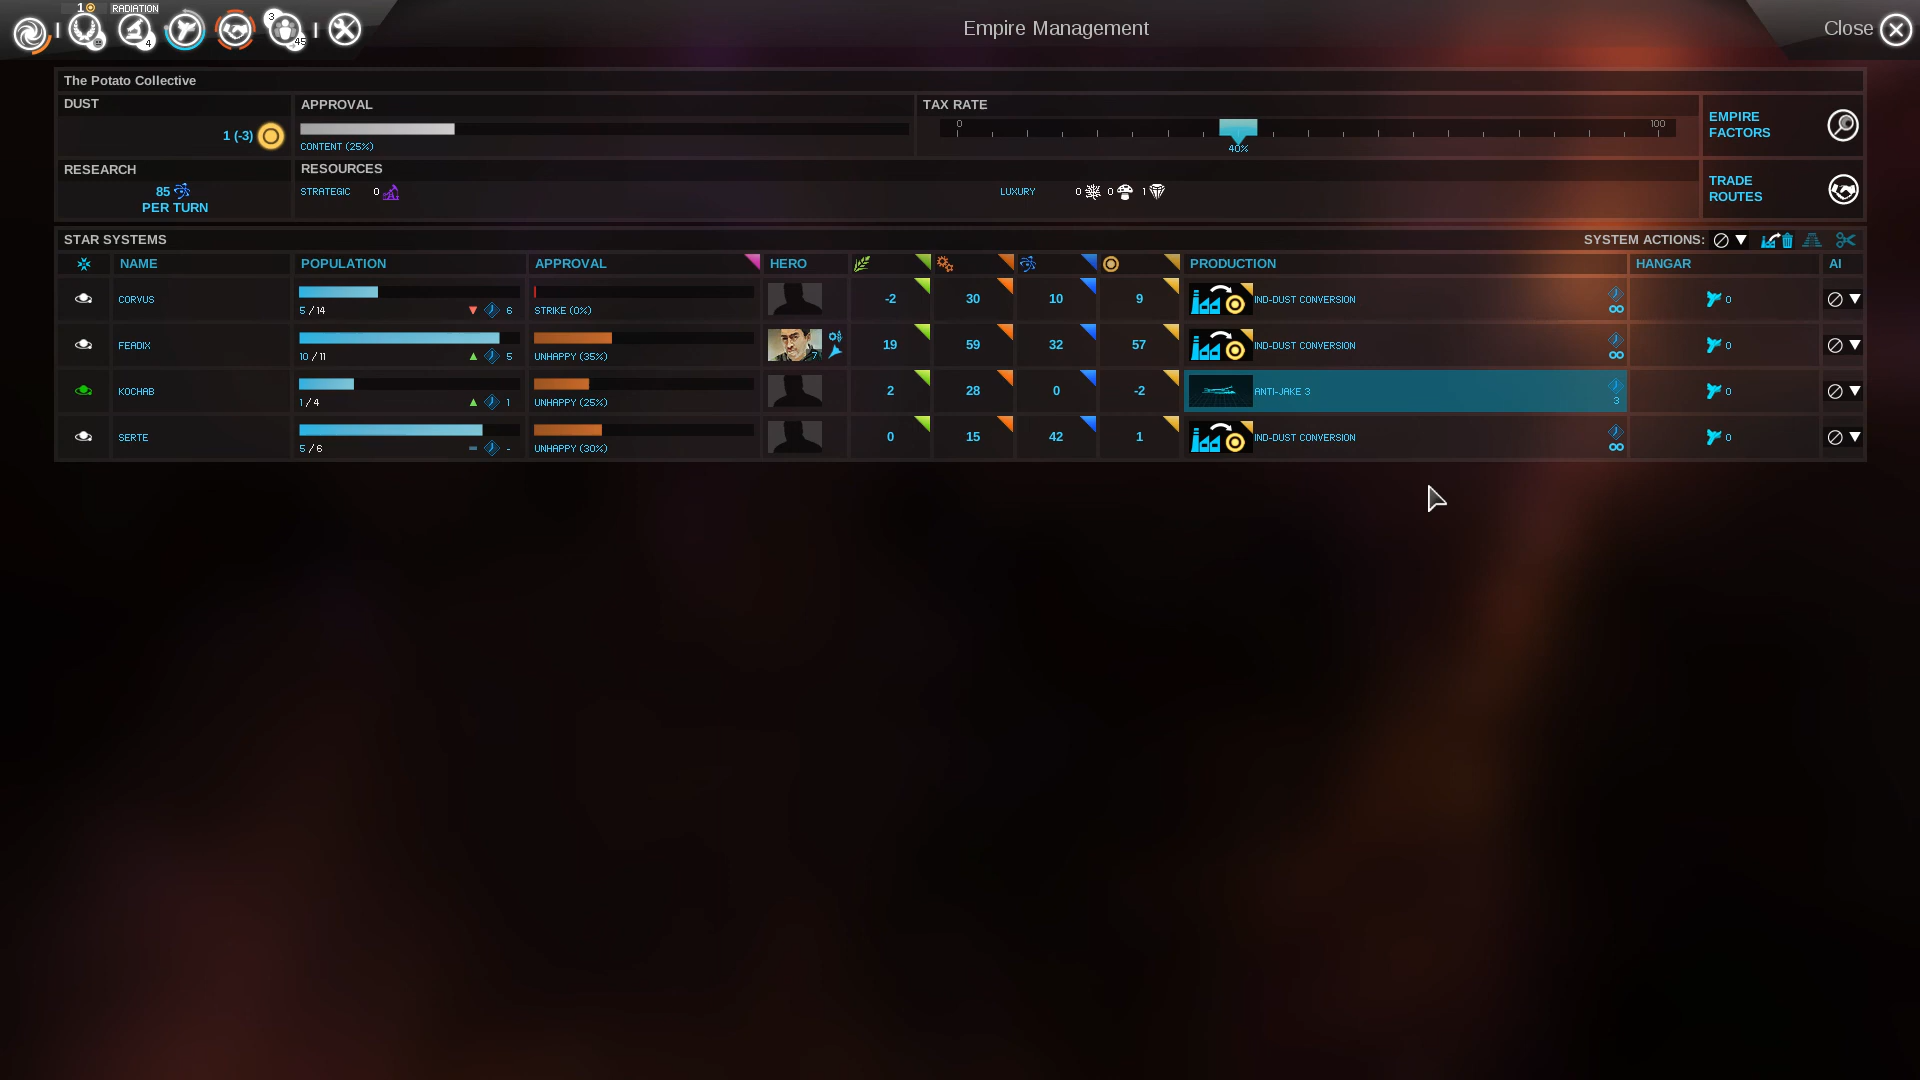 1 RADIATION
4 3 45
Empire Management
Close
The Potato Collective
DUST
APPROVAL
TAX RATE
0 100
1 (-3)
CONTENT (25%)
40%
EMPIRE FACTORS
RESEARCH
RESOURCES
85
PER TURN
STRATEGIC 0
LUXURY 0 0 1
TRADE ROUTES
STAR SYSTEMS
SYSTEM ACTIONS:
NAME POPULATION APPROVAL HERO PRODUCTION HANGAR AI
CORVUS 5 / 14 6 STRIKE (0%) -2 30 10 9 IND-DUST CONVERSION ∞ 0
FEADIX 10 / 11 5 UNHAPPY (35%) 7 19 59 32 57 IND-DUST CONVERSION ∞ 0
KOCHAB 1 / 4 1 UNHAPPY (25%) 2 28 0 -2 ANTI-JAKE 3 3 0
SERTE 5 / 6 - UNHAPPY (30%) 0 15 42 1 IND-DUST CONVERSION ∞ 0